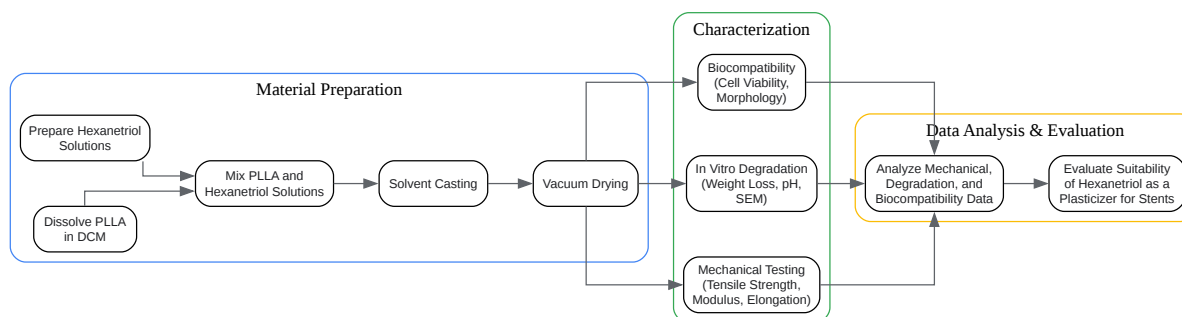 Material Preparation
Prepare Hexanetriol
Solutions
Dissolve PLLA
in DCM
Mix PLLA and
Hexanetriol Solutions
Solvent Casting
Vacuum Drying
Characterization
Biocompatibility
(Cell Viability,
Morphology)
In Vitro Degradation
(Weight Loss, pH,
SEM)
Mechanical Testing
(Tensile Strength,
Modulus, Elongation)
Data Analysis & Evaluation
Analyze Mechanical,
Degradation, and
Biocompatibility Data
Evaluate Suitability
of Hexanetriol as a
Plasticizer for Stents